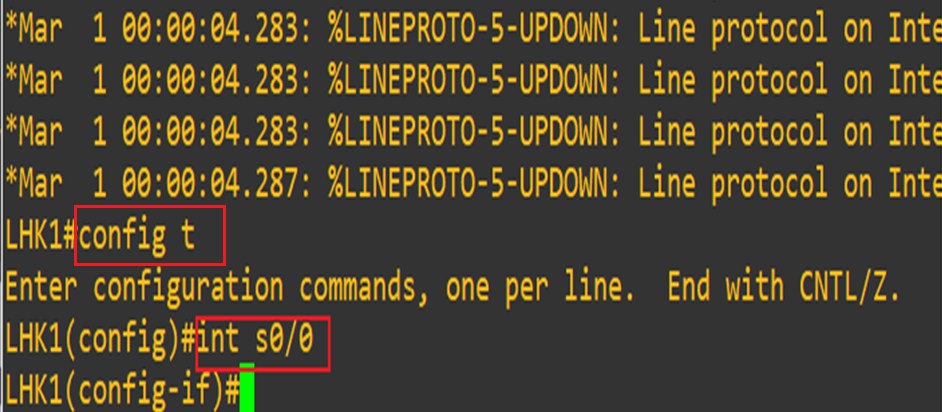 *Mar  1 00:00:04.283: %LINEPROTO-5-UPDOWN: Line protocol on Inte
*Mar  1 00:00:04.283: %LINEPROTO-5-UPDOWN: Line protocol on Inte
*Mar  1 00:00:04.283: %LINEPROTO-5-UPDOWN: Line protocol on Inte
*Mar  1 00:00:04.287: %LINEPROTO-5-UPDOWN: Line protocol on Inte
LHK1#config t
Enter configuration commands, one per line.  End with CNTL/Z.
LHK1(config)#int s0/0
LHK1(config-if)#